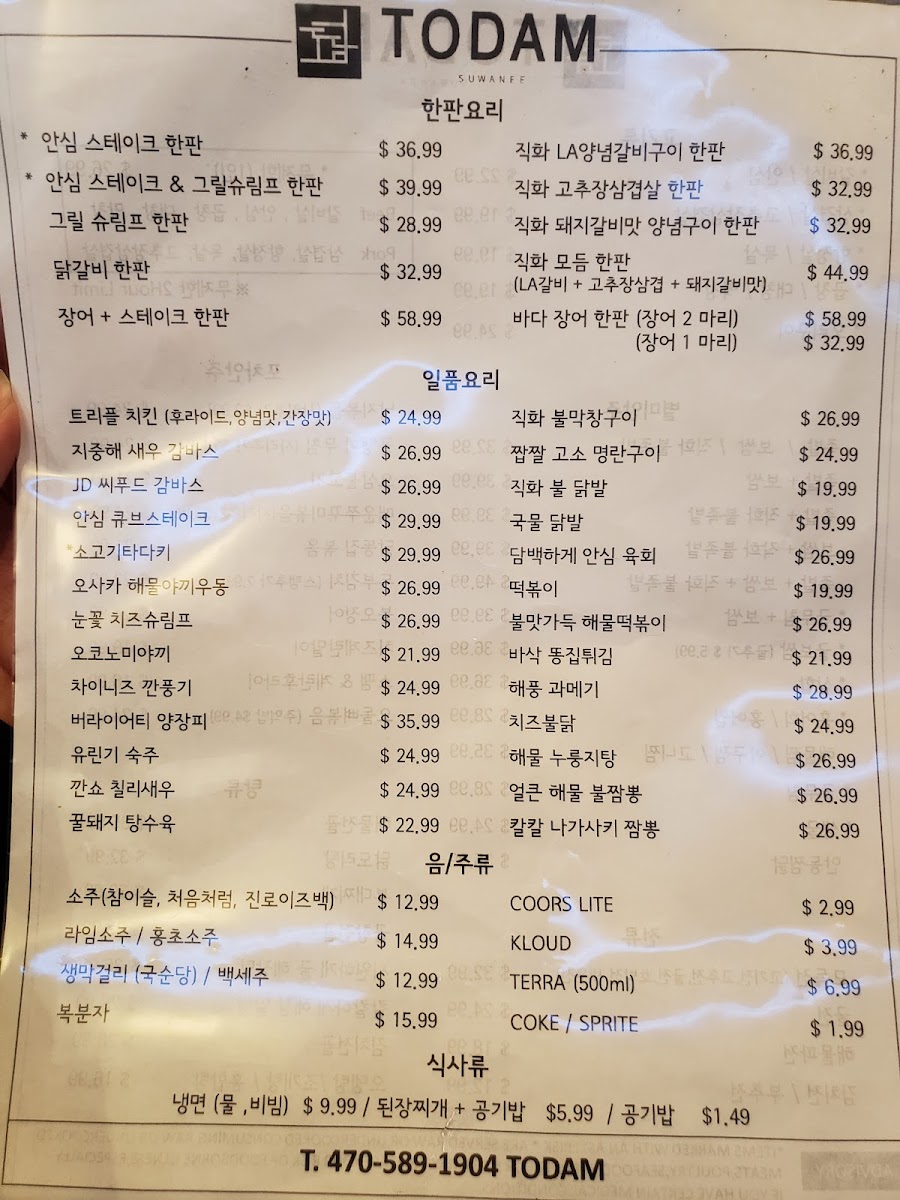 토담 TODAM
SUWANEE
한판요리
* 안심 스테이크 한판 $ 36.99
* 안심 스테이크 & 그릴슈림프 한판 $ 39.99
그릴 슈림프 한판 $ 28.99
닭갈비 한판 $ 32.99
장어 + 스테이크 한판 $ 58.99
직화 LA양념갈비구이 한판 $ 36.99
직화 고추장삼겹살 한판 $ 32.99
직화 돼지갈비맛 양념구이 한판 $ 32.99
직화 모듬 한판 $ 44.99
(LA갈비 + 고추장삼겹 + 돼지갈비맛)
바다 장어 한판 (장어 2 마리) $ 58.99
(장어 1 마리) $ 32.99
일품요리
트리플 치킨 (후라이드,양념맛,간장맛) $ 24.99
지중해 새우 감바스 $ 26.99
JD 씨푸드 감바스 $ 26.99
안심 큐브스테이크 $ 29.99
*소고기타다키 $ 29.99
오사카 해물야끼우동 $ 26.99
눈꽃 치즈슈림프 $ 26.99
오코노미야끼 $ 21.99
차이니즈 깐풍기 $ 24.99
버라이어티 양장피 $ 35.99
유린기 숙주 $ 24.99
깐쇼 칠리새우 $ 24.99
꿀돼지 탕수육 $ 22.99
직화 불막창구이 $ 26.99
짭짤 고소 명란구이 $ 24.99
직화 불 닭발 $ 19.99
국물 닭발 $ 19.99
담백하게 안심 육회 $ 26.99
떡볶이 $ 19.99
불맛가득 해물떡볶이 $ 26.99
바삭 똥집튀김 $ 21.99
해풍 과메기 $ 28.99
치즈불닭 $ 24.99
해물 누룽지탕 $ 26.99
얼큰 해물 불짬뽕 $ 26.99
칼칼 나가사키 짬뽕 $ 26.99
음/주류
소주(참이슬, 처음처럼, 진로이즈백) $ 12.99
라임소주 / 홍초소주 $ 14.99
생막걸리 (국순당) / 백세주 $ 12.99
복분자 $ 15.99
COORS LITE $ 2.99
KLOUD $ 3.99
TERRA (500ml) $ 6.99
COKE / SPRITE $ 1.99
식사류
냉면 (물 ,비빔) $ 9.99 / 된장찌개 + 공기밥 $5.99 / 공기밥 $1.49
T. 470-589-1904 TODAM